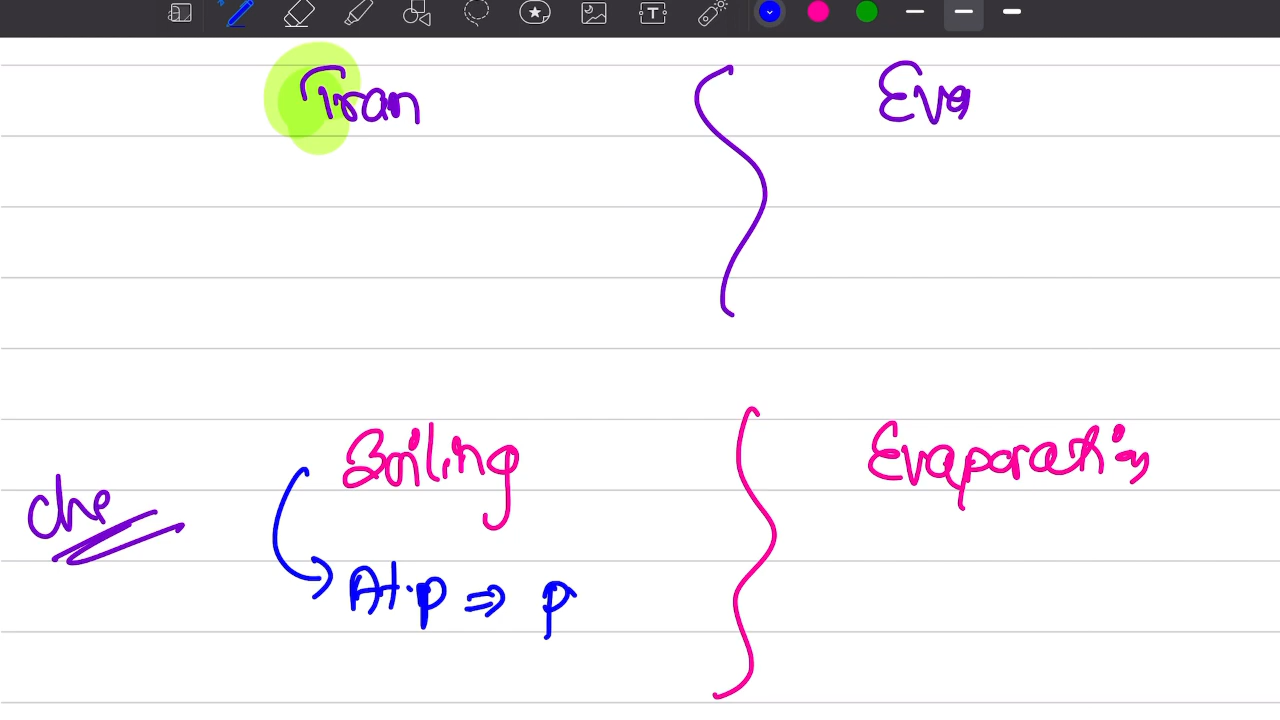 Tran Eva
Boiling Evaporation
che
At.p ⇒ p